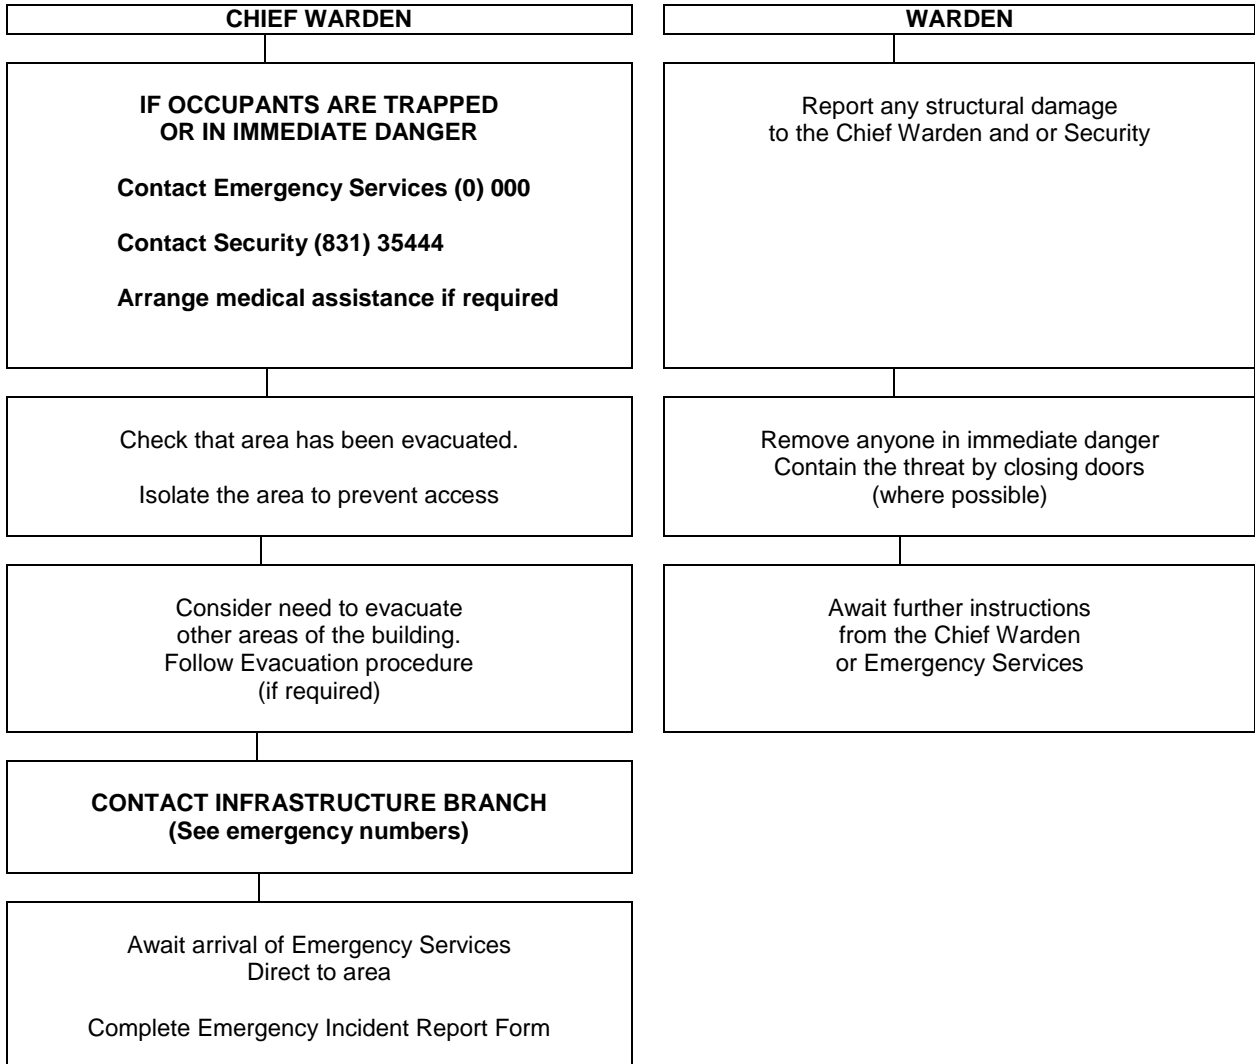 CHIEF WARDEN
IF OCCUPANTS ARE TRAPPED
OR IN IMMEDIATE DANGER
Contact Emergency Services (0) 000
Contact Security (831) 35444
Arrange medical assistance if required
Check that area has been evacuated.
Isolate the area to prevent access
Consider need to evacuate
other areas of the building.
Follow Evacuation procedure
(if required)
CONTACT INFRASTRUCTURE BRANCH
(See emergency numbers)
Await arrival of Emergency Services
Direct to area
Complete Emergency Incident Report Form
WARDEN
Report any structural damage
to the Chief Warden and or Security
Remove anyone in immediate danger
Contain the threat by closing doors
(where possible)
Await further instructions
from the Chief Warden
or Emergency Services